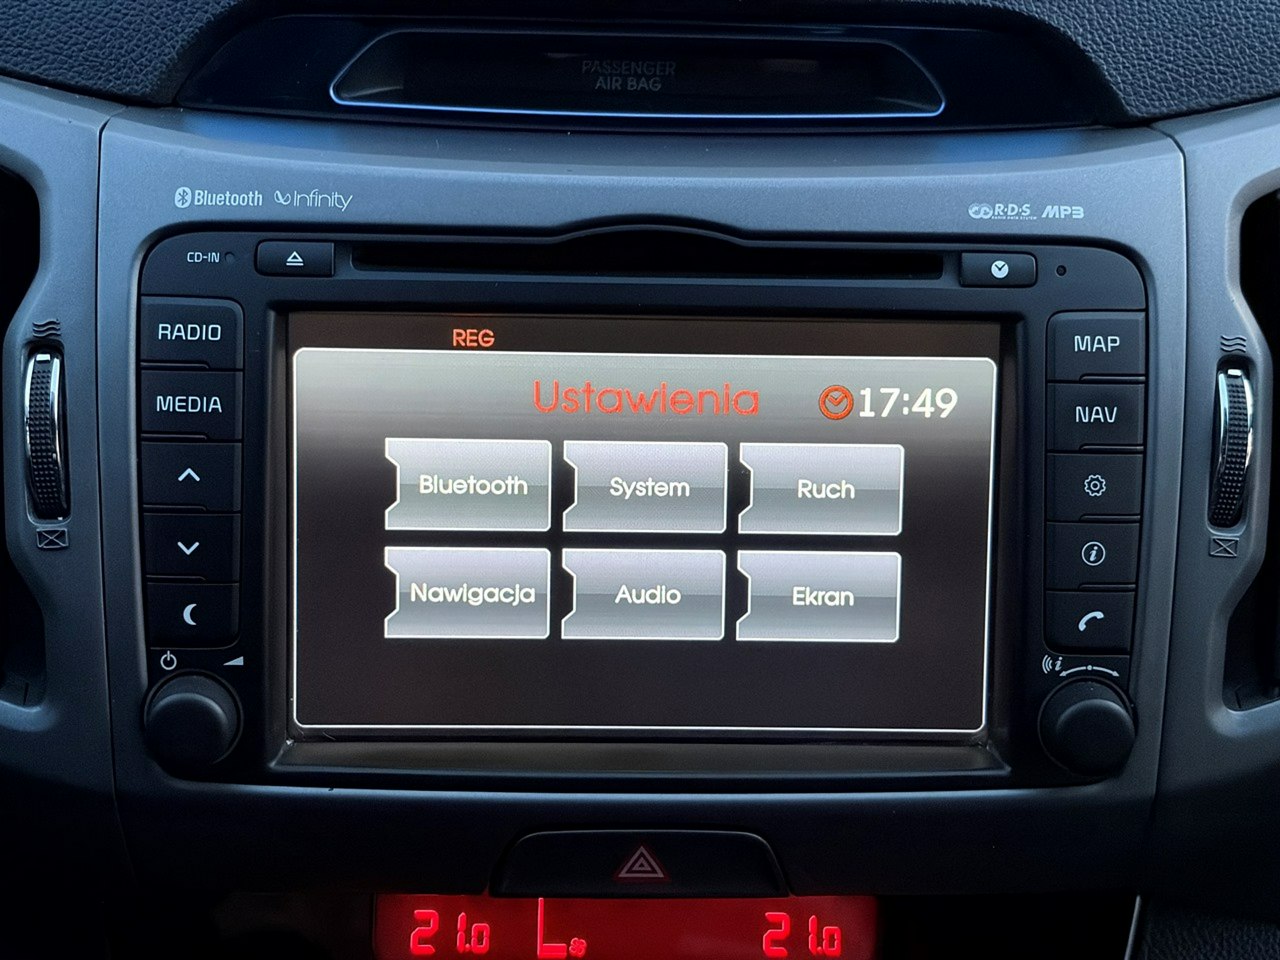 PASSENGER
AIR BAG
Bluetooth Infinity
R·D·S MP3
CD-IN
RADIO
MEDIA
MAP
NAV
REG
Ustawienia 17:49
Bluetooth System Ruch
Nawigacja Audio Ekran
21.0 21.0